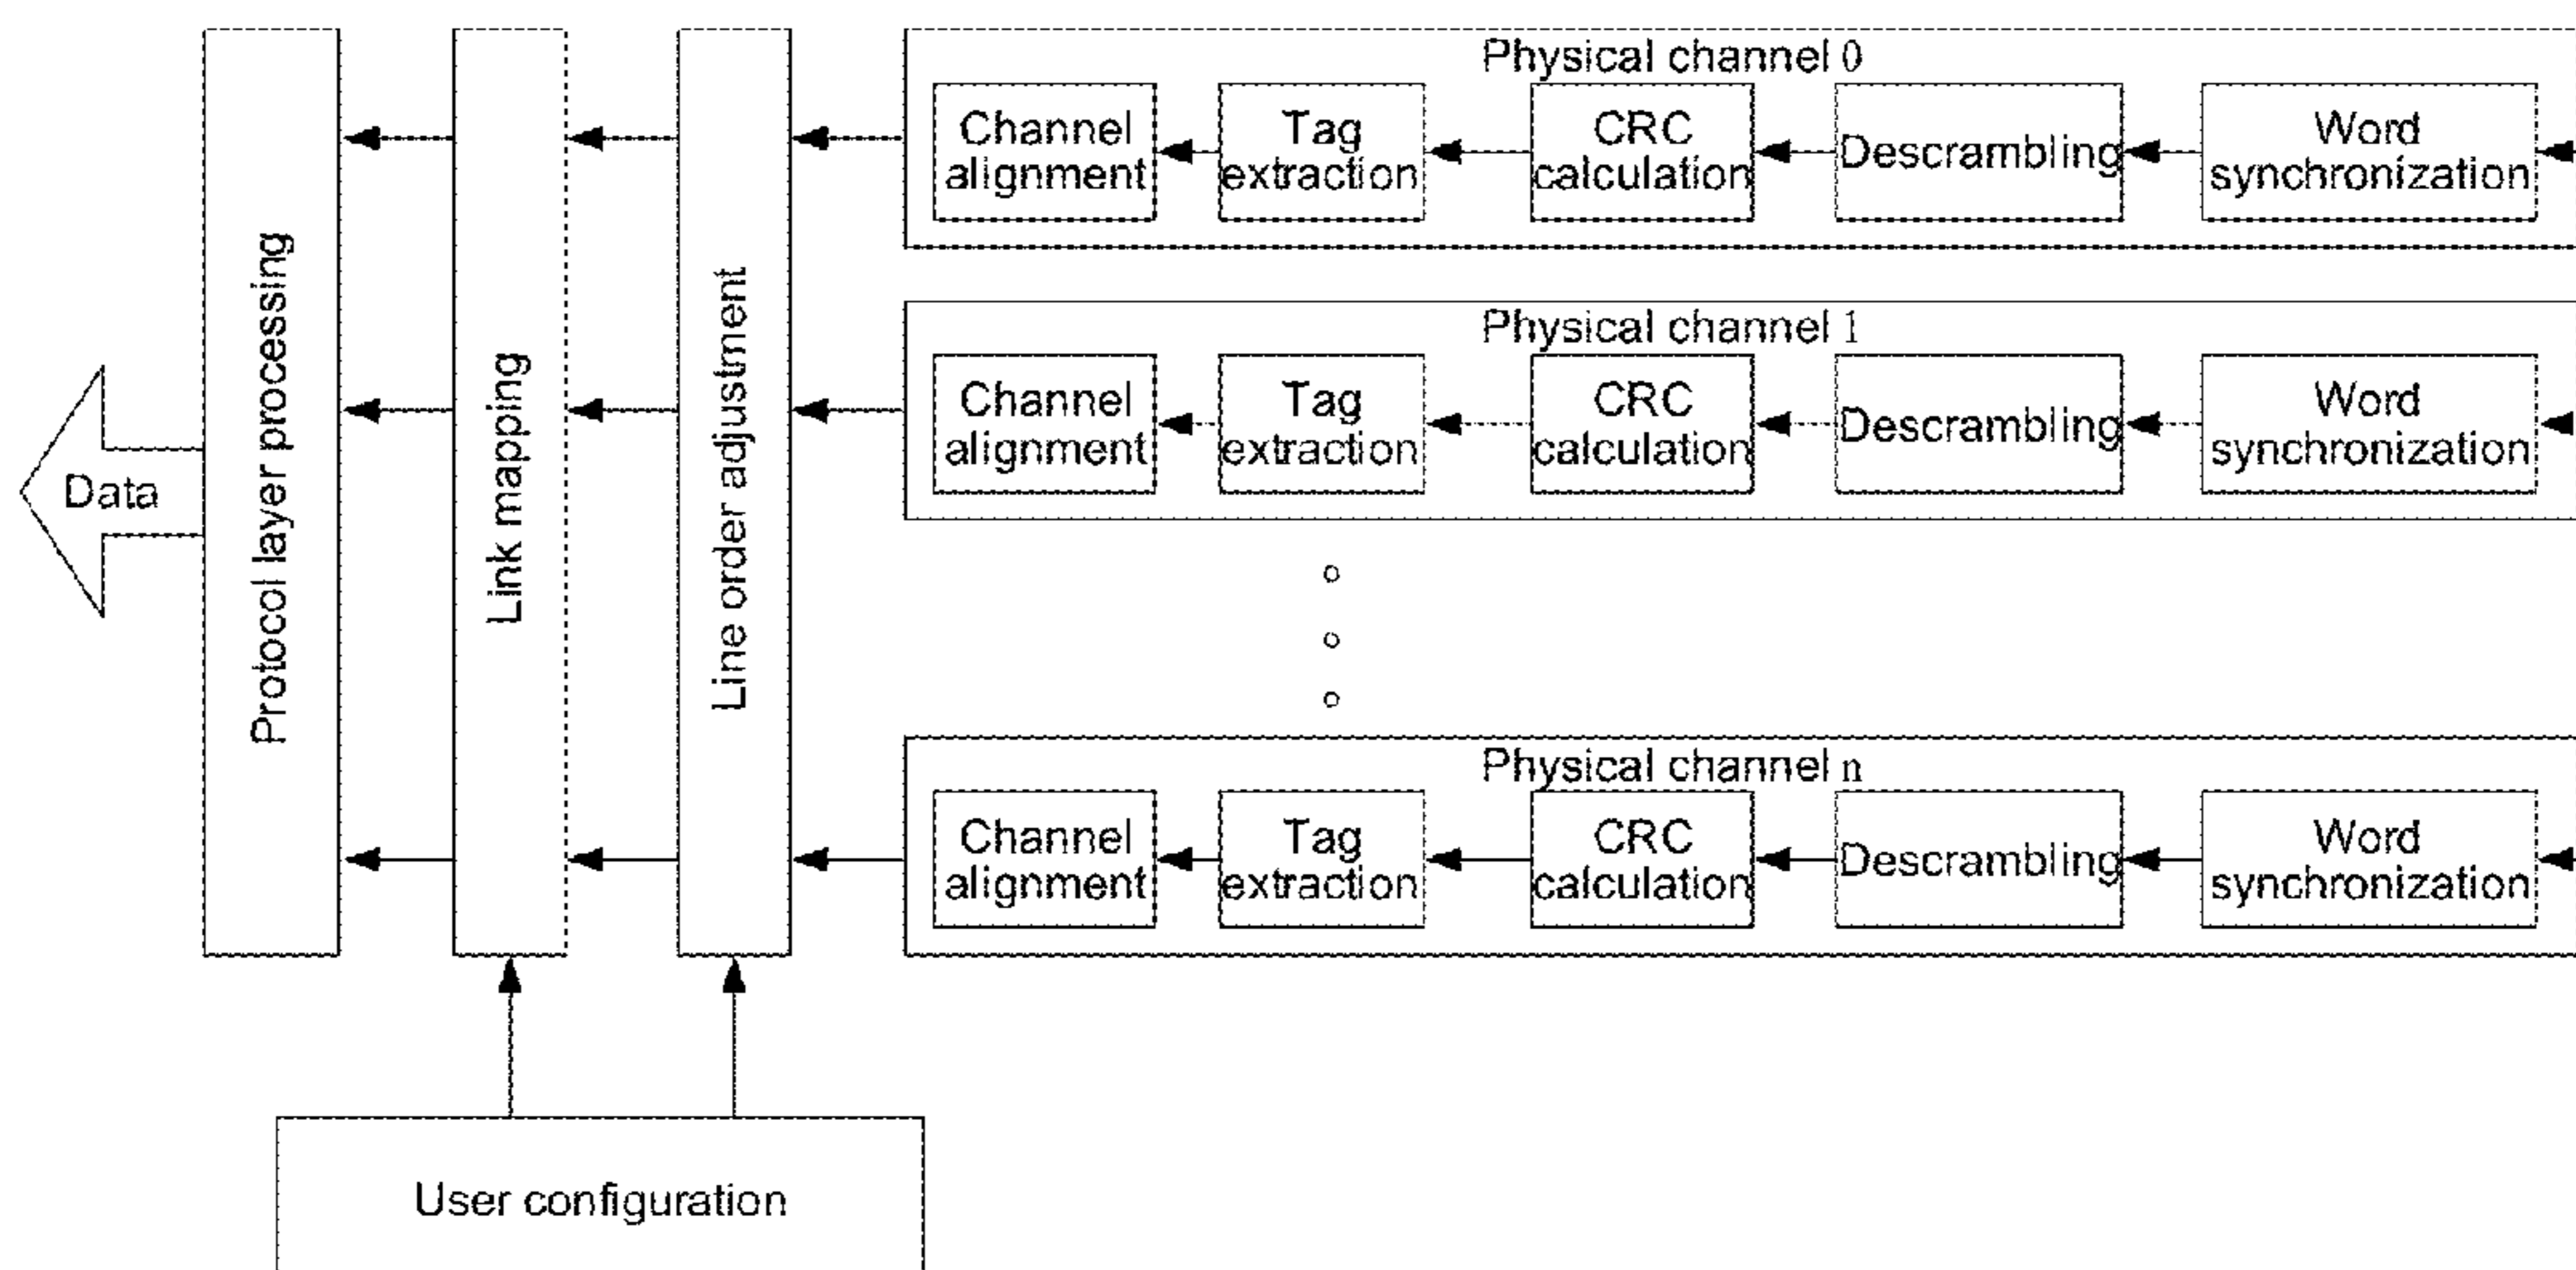 Physical channel 0
Channel
alignment
Tag
extraction
CRC
calculation
Descrambling
Word
synchronization
Physical channel 1
Channel
alignment
Tag
extraction
CRC
calculation
Descrambling
Word
synchronization
Physical channel n
Channel
alignment
Tag
extraction
CRC
calculation
Descrambling
Word
synchronization
Data
Protocol layer processing
Link mapping
Line order adjustment
User configuration